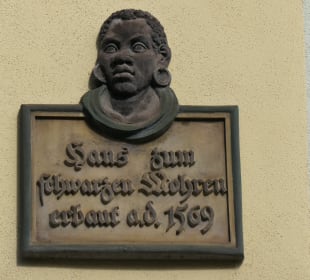 Haus zum
schwarzen Mohren
erbaut a.d. 1569